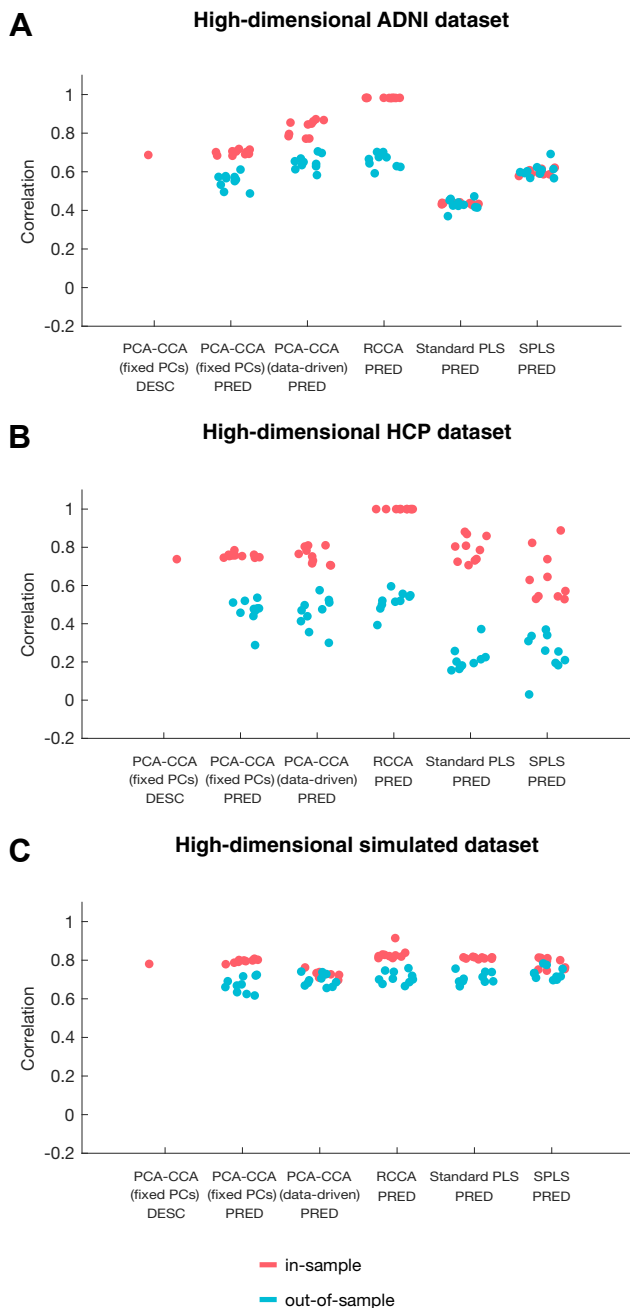 A
High-dimensional ADNI dataset
1
0.8
0.6
0.4
0.2
0
-0.2
Correlation
PCA-CCA
(fixed PCs)
DESC
PCA-CCA
(fixed PCs)
PRED
PCA-CCA
(data-driven)
PRED
RCCA
PRED
Standard PLS
PRED
SPLS
PRED
B
High-dimensional HCP dataset
1
0.8
0.6
0.4
0.2
0
-0.2
Correlation
PCA-CCA
(fixed PCs)
DESC
PCA-CCA
(fixed PCs)
PRED
PCA-CCA
(data-driven)
PRED
RCCA
PRED
Standard PLS
PRED
SPLS
PRED
C
High-dimensional simulated dataset
1
0.8
0.6
0.4
0.2
0
-0.2
Correlation
PCA-CCA
(fixed PCs)
DESC
PCA-CCA
(fixed PCs)
PRED
PCA-CCA
(data-driven)
PRED
RCCA
PRED
Standard PLS
PRED
SPLS
PRED
in-sample
out-of-sample